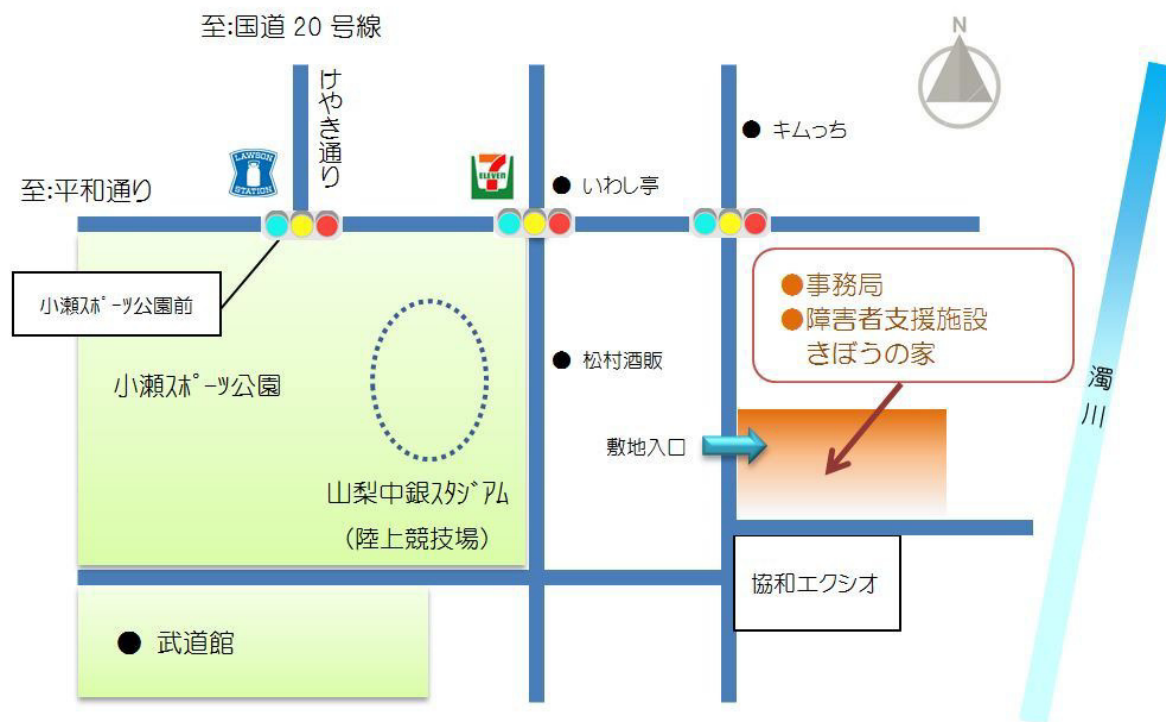 至:国道 20 号線
N
けやき通り
キムっち
LAWSON
STATION
7
ELEVEN
いわし亭
至:平和通り
小瀬ｽﾎﾟｰﾂ公園前
●事務局
●障害者支援施設
きぼうの家
小瀬ｽﾎﾟｰﾂ公園
松村酒販
濁川
敷地入口
山梨中銀ｽﾀｼﾞｱﾑ
（陸上競技場）
協和エクシオ
武道館